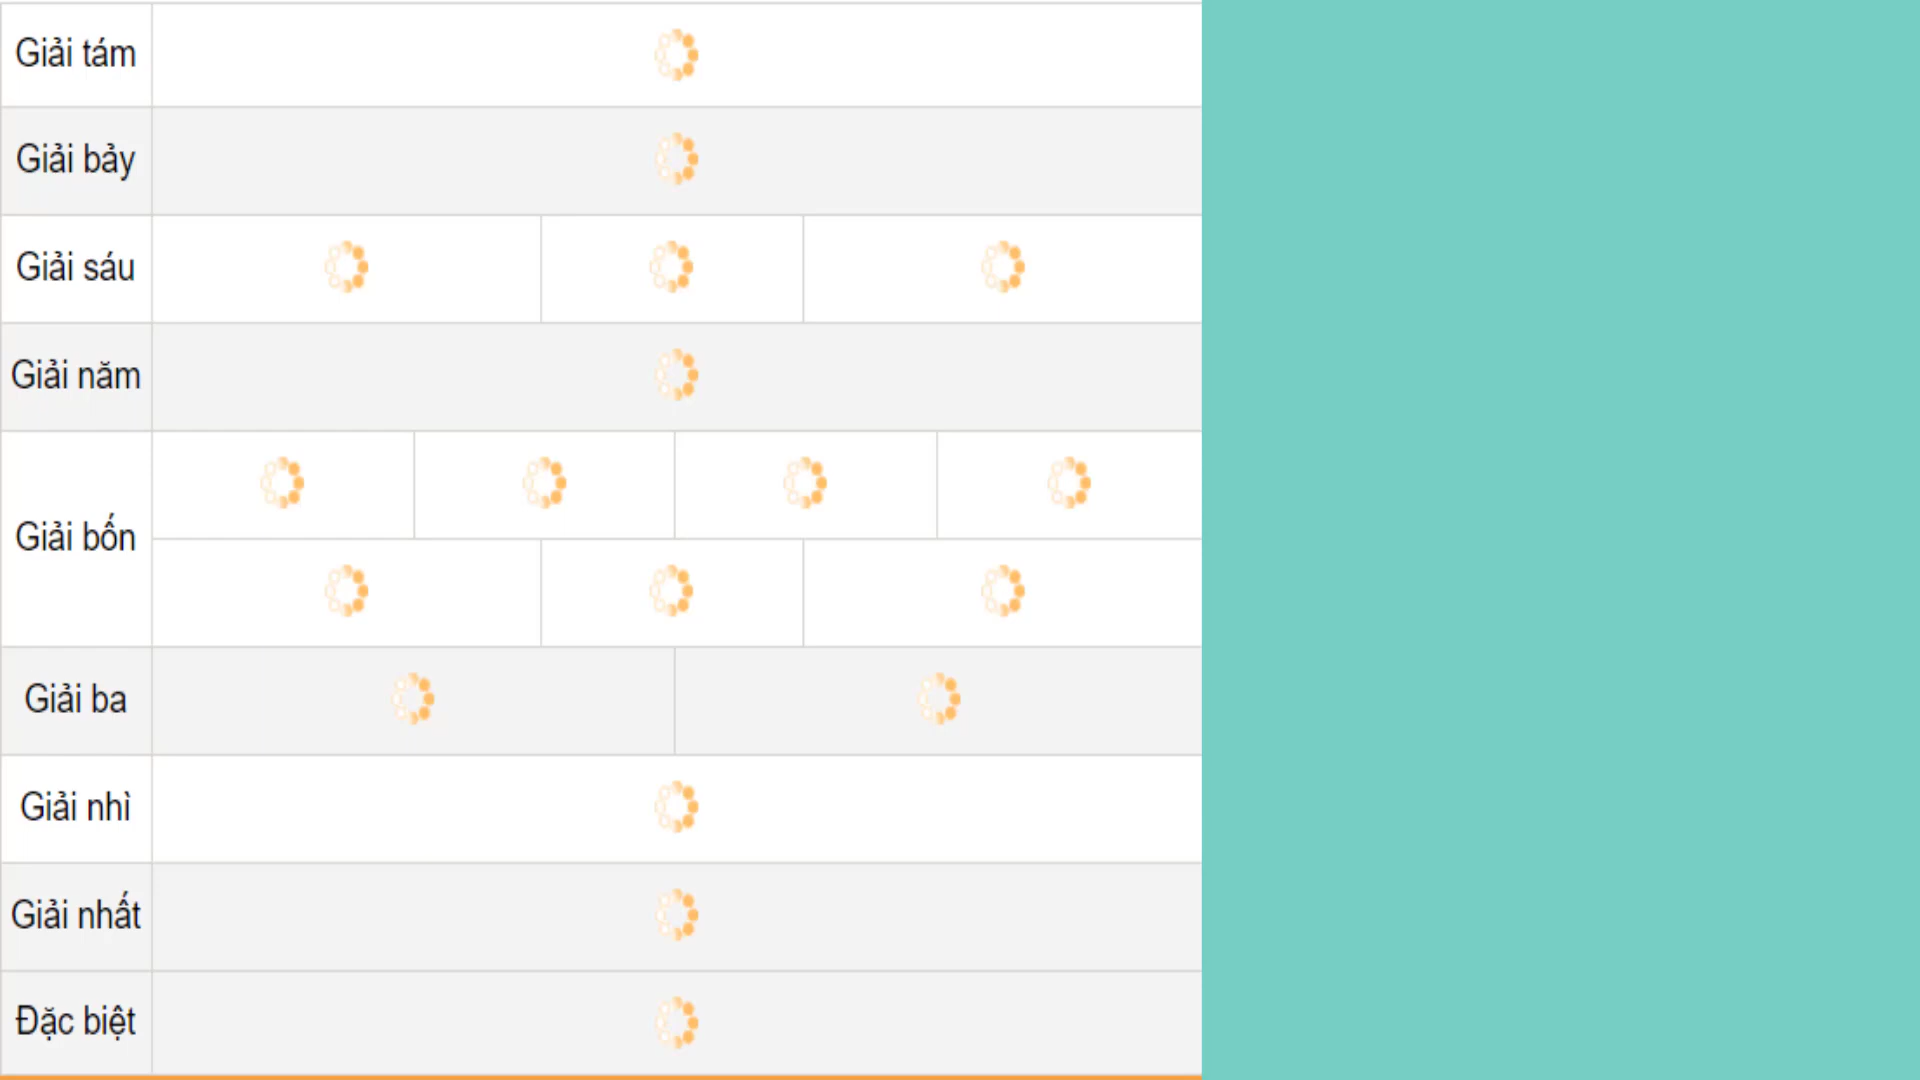 Giải tám
Giải bảy
Giải sáu
Giải năm
Giải bốn
Giải ba
Giải nhì
Giải nhất
Đặc biệt